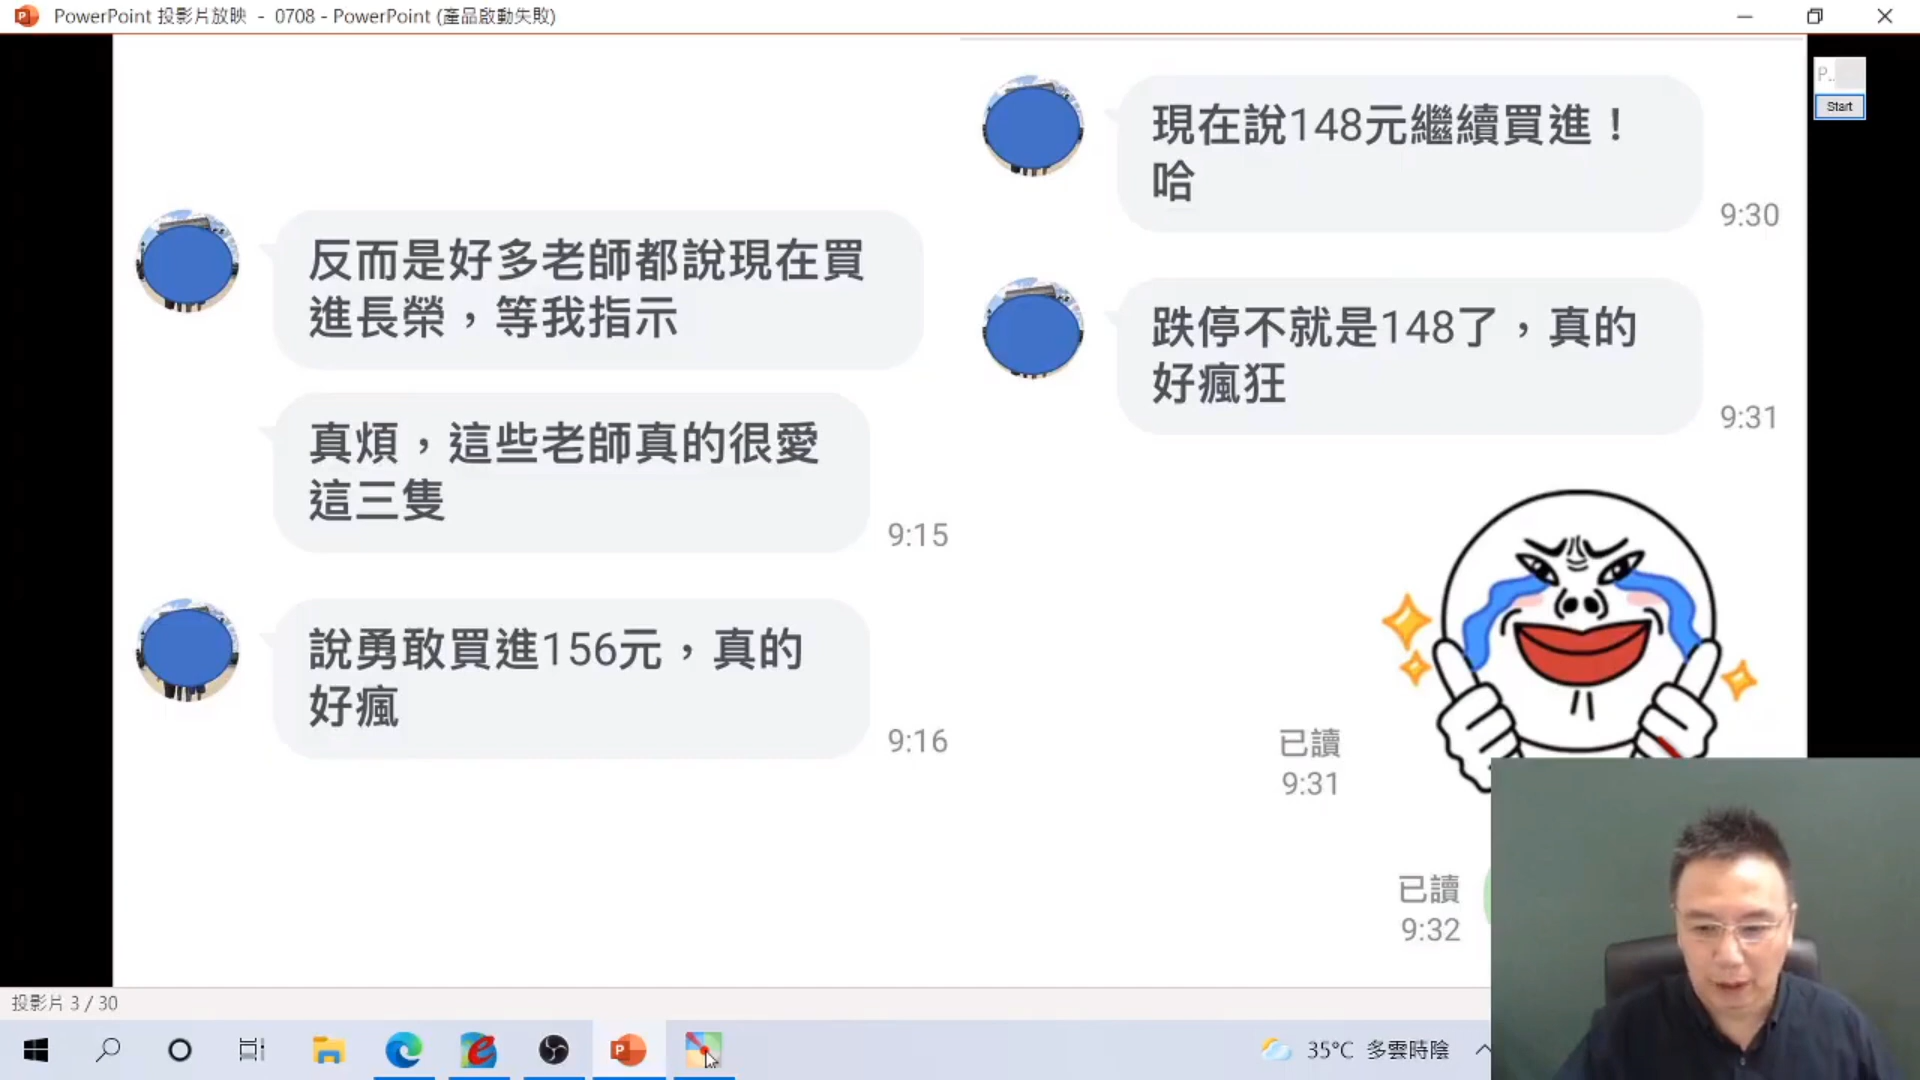 PowerPoint 投影片放映 - 0708 - PowerPoint (產品啟動失敗)
P...
Start
反而是好多老師都說現在買
進長榮，等我指示
真煩，這些老師真的很愛
這三隻
9:15
說勇敢買進156元，真的
好瘋
9:16
現在說148元繼續買進！
哈
9:30
跌停不就是148了，真的
好瘋狂
9:31
已讀
9:31
已讀
9:32
投影片 3 / 30
35°C 多雲時陰